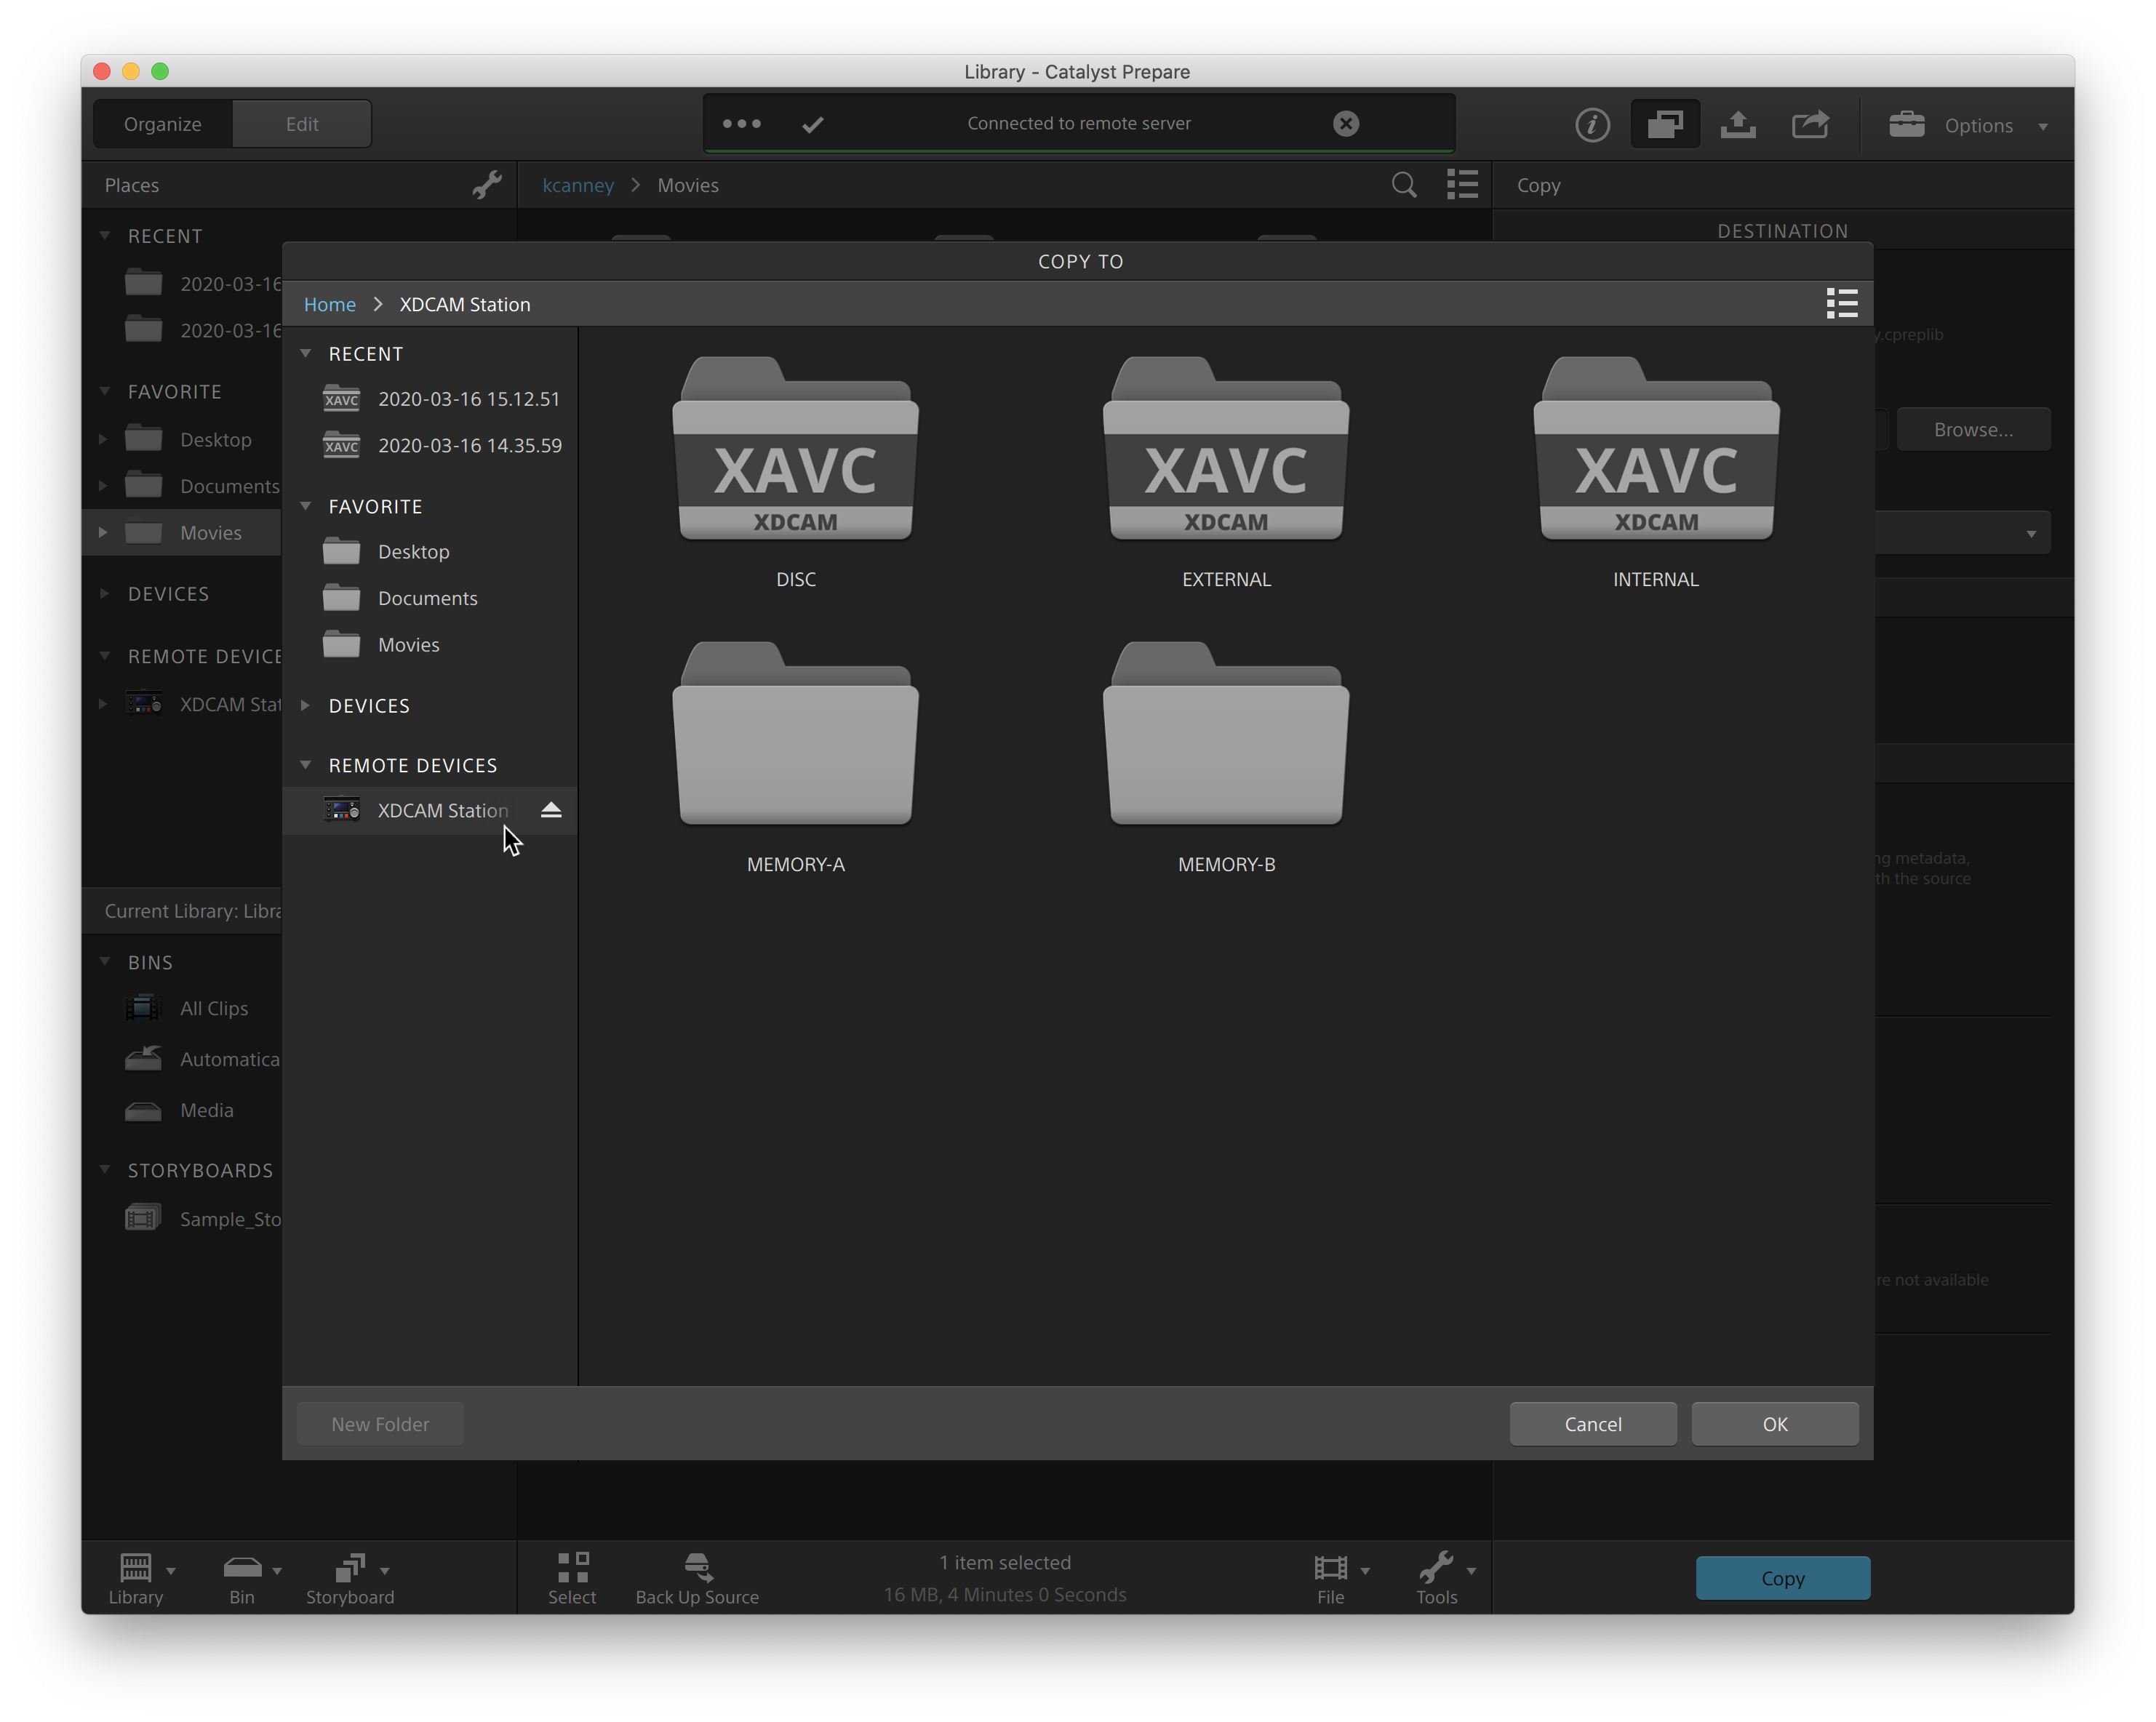 Library - Catalyst Prepare
Organize
Edit
Connected to remote server
Options
Places
kcanney > Movies
Copy
RECENT
2020-03-16
2020-03-16
FAVORITE
Desktop
Documents
Movies
DEVICES
REMOTE DEVICE
XDCAM Stat
Current Library: Libra
BINS
All Clips
Automatica
Media
STORYBOARDS
Sample_Sto
DESTINATION
y.cpreplib
Browse...
ng metadata,
th the source
re not available
COPY TO
Home > XDCAM Station
RECENT
XAVC 2020-03-16 15.12.51
XAVC 2020-03-16 14.35.59
FAVORITE
Desktop
Documents
Movies
DEVICES
REMOTE DEVICES
XDCAM Station
XAVC
XDCAM
DISC
XAVC
XDCAM
EXTERNAL
XAVC
XDCAM
INTERNAL
MEMORY-A
MEMORY-B
New Folder
Cancel
OK
Library
Bin
Storyboard
Select
Back Up Source
1 item selected
16 MB, 4 Minutes 0 Seconds
File
Tools
Copy